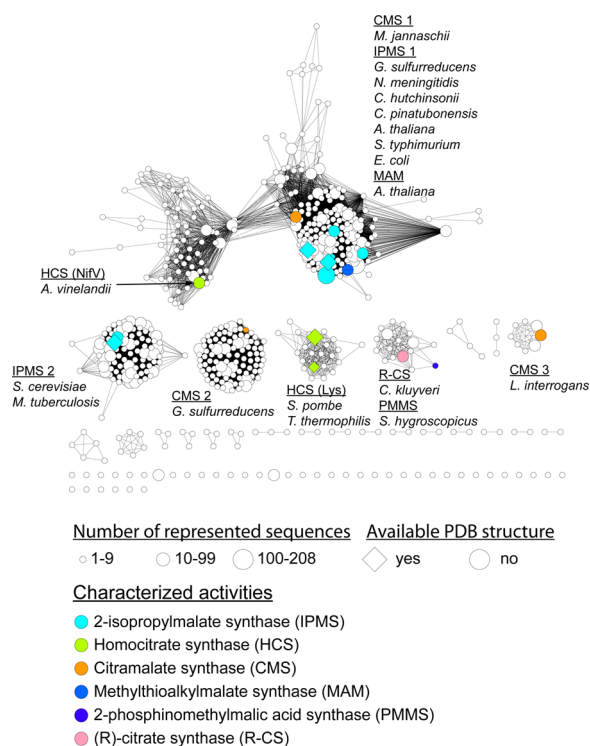 CMS 1
M. jannaschii
IPMS 1
G. sulfurreducens
N. meningitidis
C. hutchinsonii
C. pinatubonensis
A. thaliana
S. typhimurium
E. coli
MAM
A. thaliana
HCS (NifV)
A. vinelandii
IPMS 2
S. cerevisiae
M. tuberculosis
CMS 2
G. sulfurreducens
HCS (Lys)
S. pombe
T. thermophilis
R-CS
C. kluyveri
PMMS
S. hygroscopicus
CMS 3
L. interrogans
Number of represented sequences
1-9
10-99
100-208
Available PDB structure
yes
no
Characterized activities
2-isopropylmalate synthase (IPMS)
Homocitrate synthase (HCS)
Citramalate synthase (CMS)
Methylthioalkylmalate synthase (MAM)
2-phosphinomethylmalic acid synthase (PMMS)
(R)-citrate synthase (R-CS)